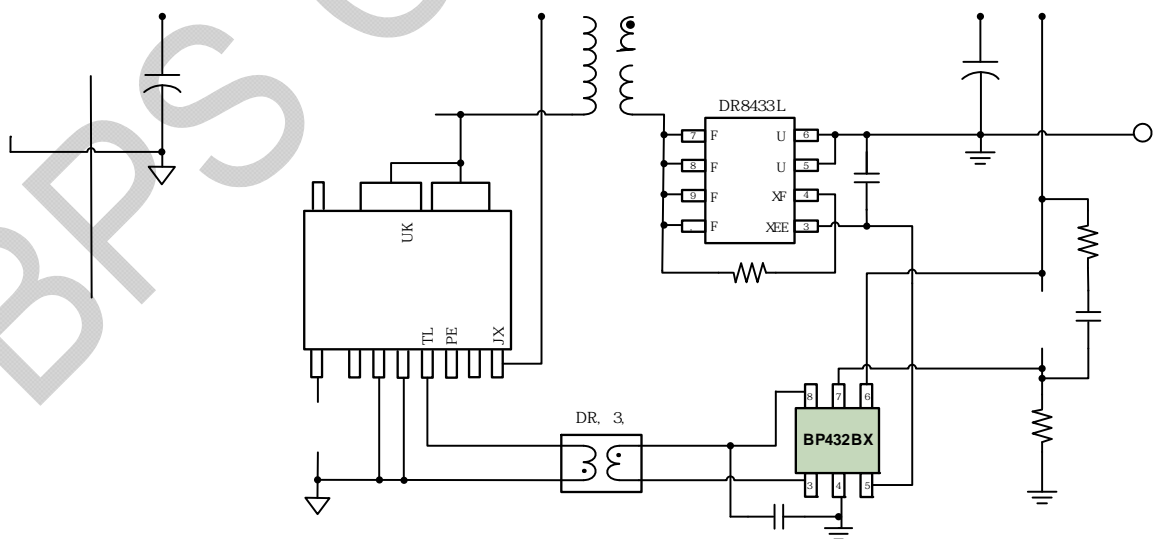 BPS
DR8433L
7 F U 6
8 F U 5
9 F XF 4
. F XEE 3
UK
TL
PE
JX
DR, 3,
8 7 6
BP432BX
3 4 5